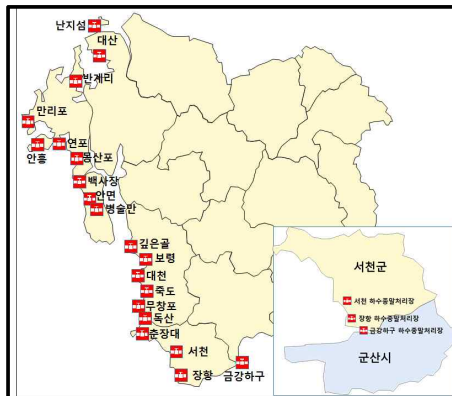 난지섬
대산
반계리
만리포
연포
안흥
몽산포
백사장
안면
병술만
깊은골
보령
대천
죽도
무창포
독산
춘장대
서천
장항
금강하구
서천군
서천 하수종말처리장
장항 하수종말처리장
금강하구 하수종말처리장
군산시